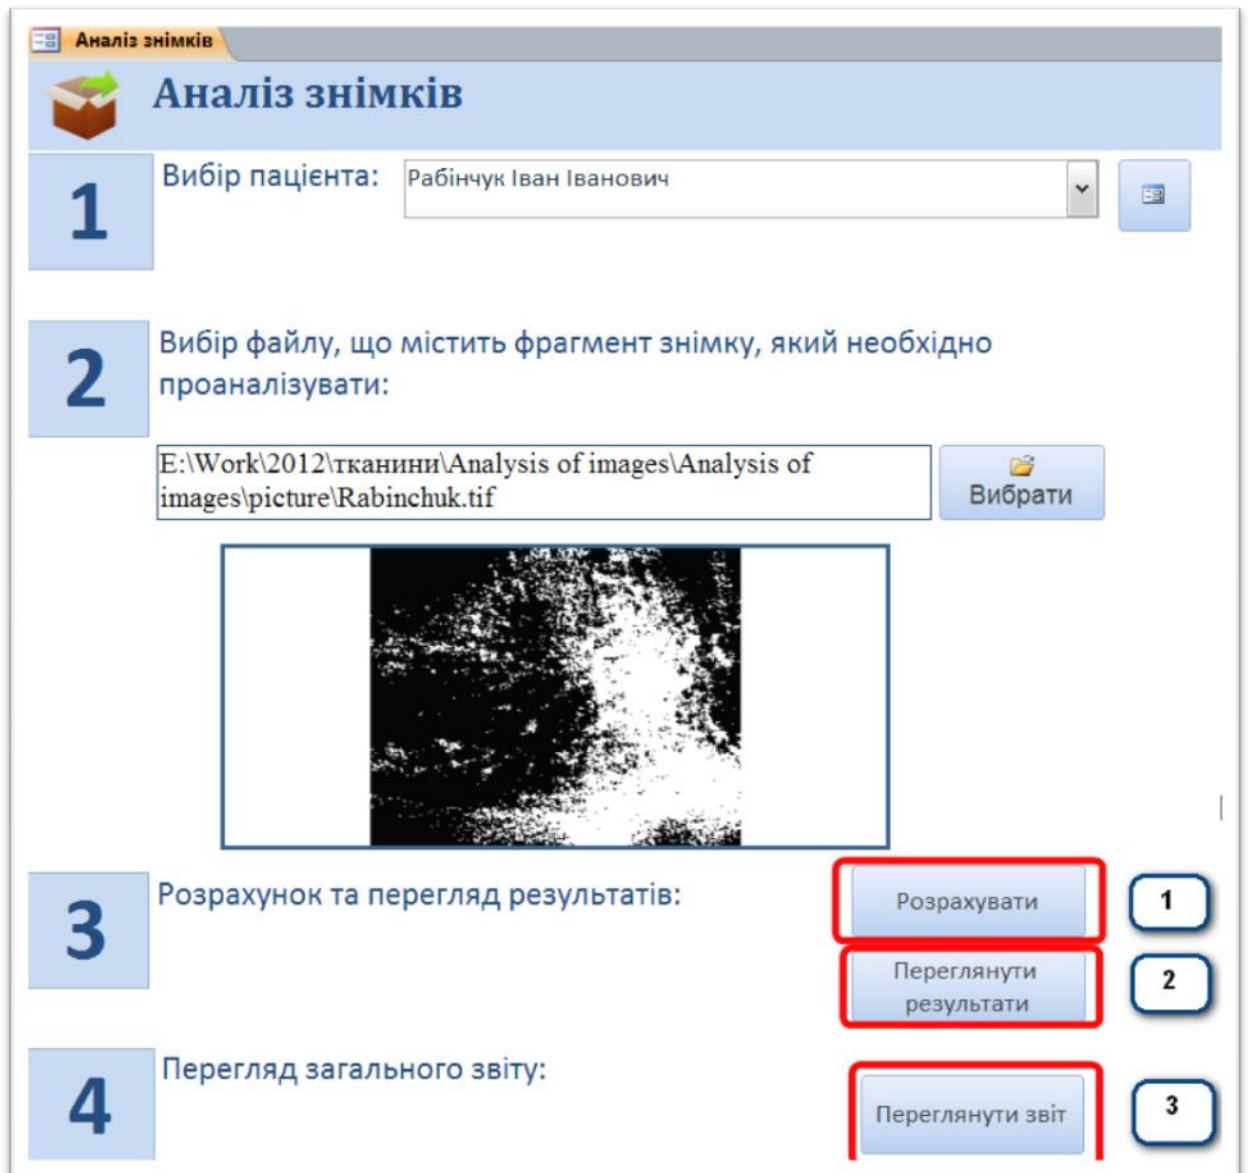 Аналіз знімків
Аналіз знімків
1
Вибір пацієнта:
Рабінчук Іван Іванович
2
Вибір файлу, що містить фрагмент знімку, який необхідно
проаналізувати:
E:\Work\2012\тканини\Analysis of images\Analysis of
images\picture\Rabinchuk.tif
Вибрати
3
Розрахунок та перегляд результатів:
Розрахувати
1
Переглянути
результати
2
4
Перегляд загального звіту:
Переглянути звіт
3